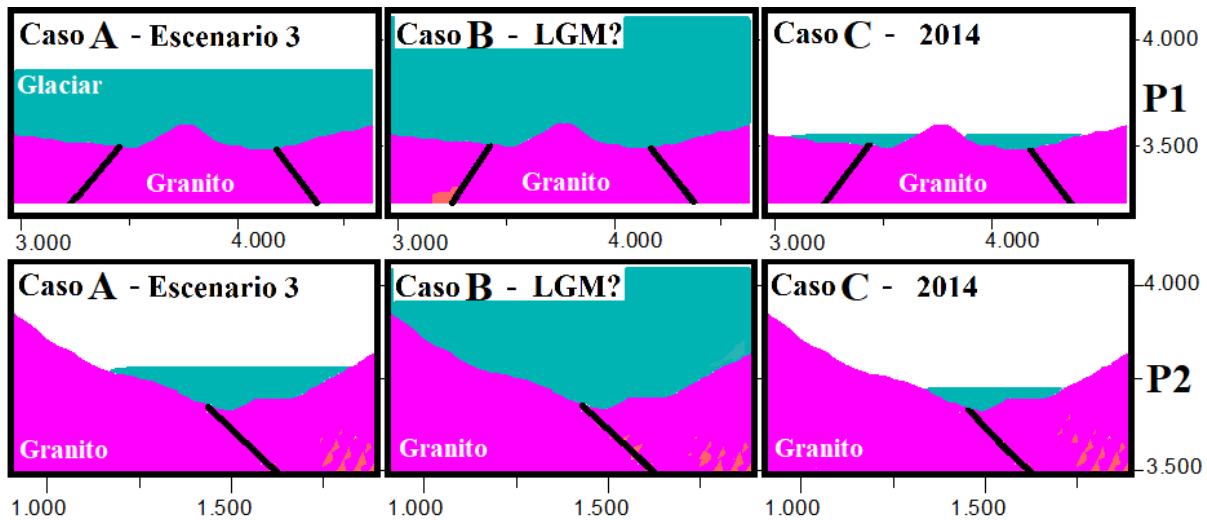 Caso A - Escenario 3
Caso B - LGM?
Caso C - 2014
4.000
Glaciar
P1
3.500
Granito
Granito
Granito
3.000
4.000
3.000
4.000
3.000
4.000
Caso A - Escenario 3
Caso B - LGM?
Caso C - 2014
4.000
P2
Granito
Granito
Granito
3.500
1.000
1.500
1.000
1.500
1.000
1.500